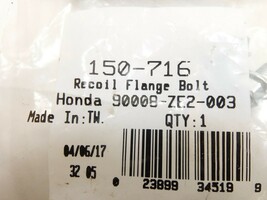 150-716
Recoil Flange Bolt
Honda 90008-ZE2-003
Made In:TW. QTY:1
04/06/17
32 05
0 23899 34519 9